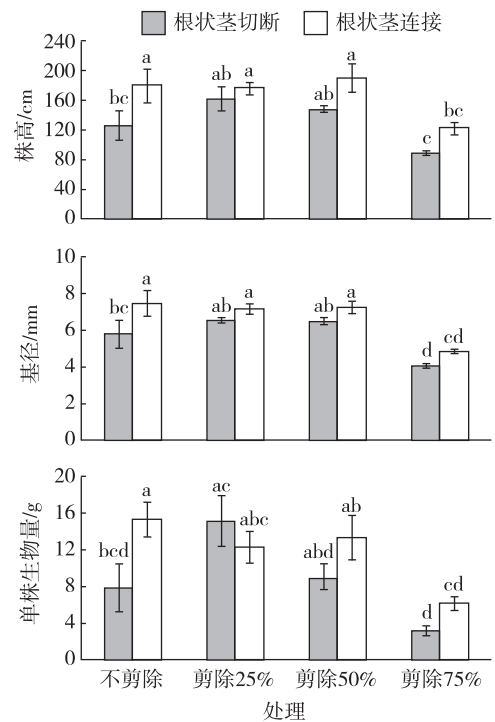 根状茎切断 根状茎连接
株高/cm
240
200
160
120
80
40
0
bc a ab a ab a c bc
基径/mm
10
8
6
4
2
0
bc a ab a ab a d cd
单株生物量/g
20
16
12
8
4
0
bcd a ac abc abd ab d cd
不剪除 剪除25% 剪除50% 剪除75%
处理